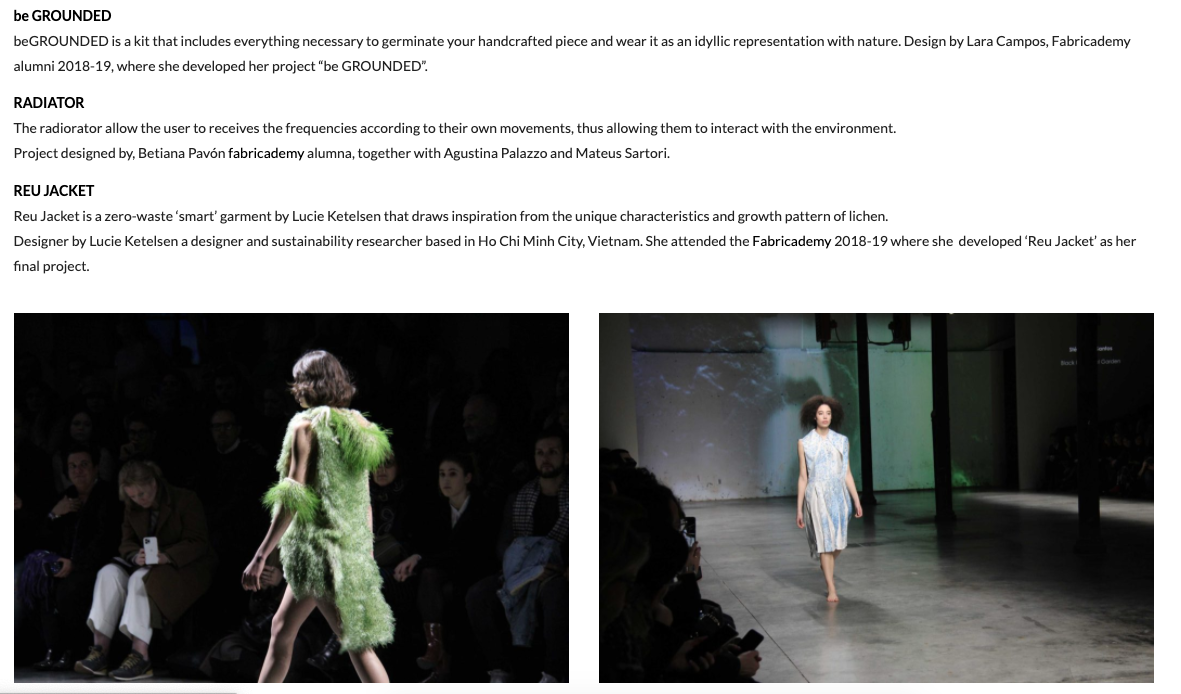 be GROUNDED
beGROUNDED is a kit that includes everything necessary to germinate your handcrafted piece and wear it as an idyllic representation with nature. Design by Lara Campos, Fabricademy
alumni 2018-19, where she developed her project “be GROUNDED”.
RADIATOR
The radiorator allow the user to receives the frequencies according to their own movements, thus allowing them to interact with the environment.
Project designed by, Betiana Pavón fabricademy alumna, together with Agustina Palazzo and Mateus Sartori.
REU JACKET
Reu Jacket is a zero-waste ‘smart’ garment by Lucie Ketelsen that draws inspiration from the unique characteristics and growth pattern of lichen.
Designer by Lucie Ketelsen a designer and sustainability researcher based in Ho Chi Minh City, Vietnam. She attended the Fabricademy 2018-19 where she developed ‘Reu Jacket’ as her
final project.